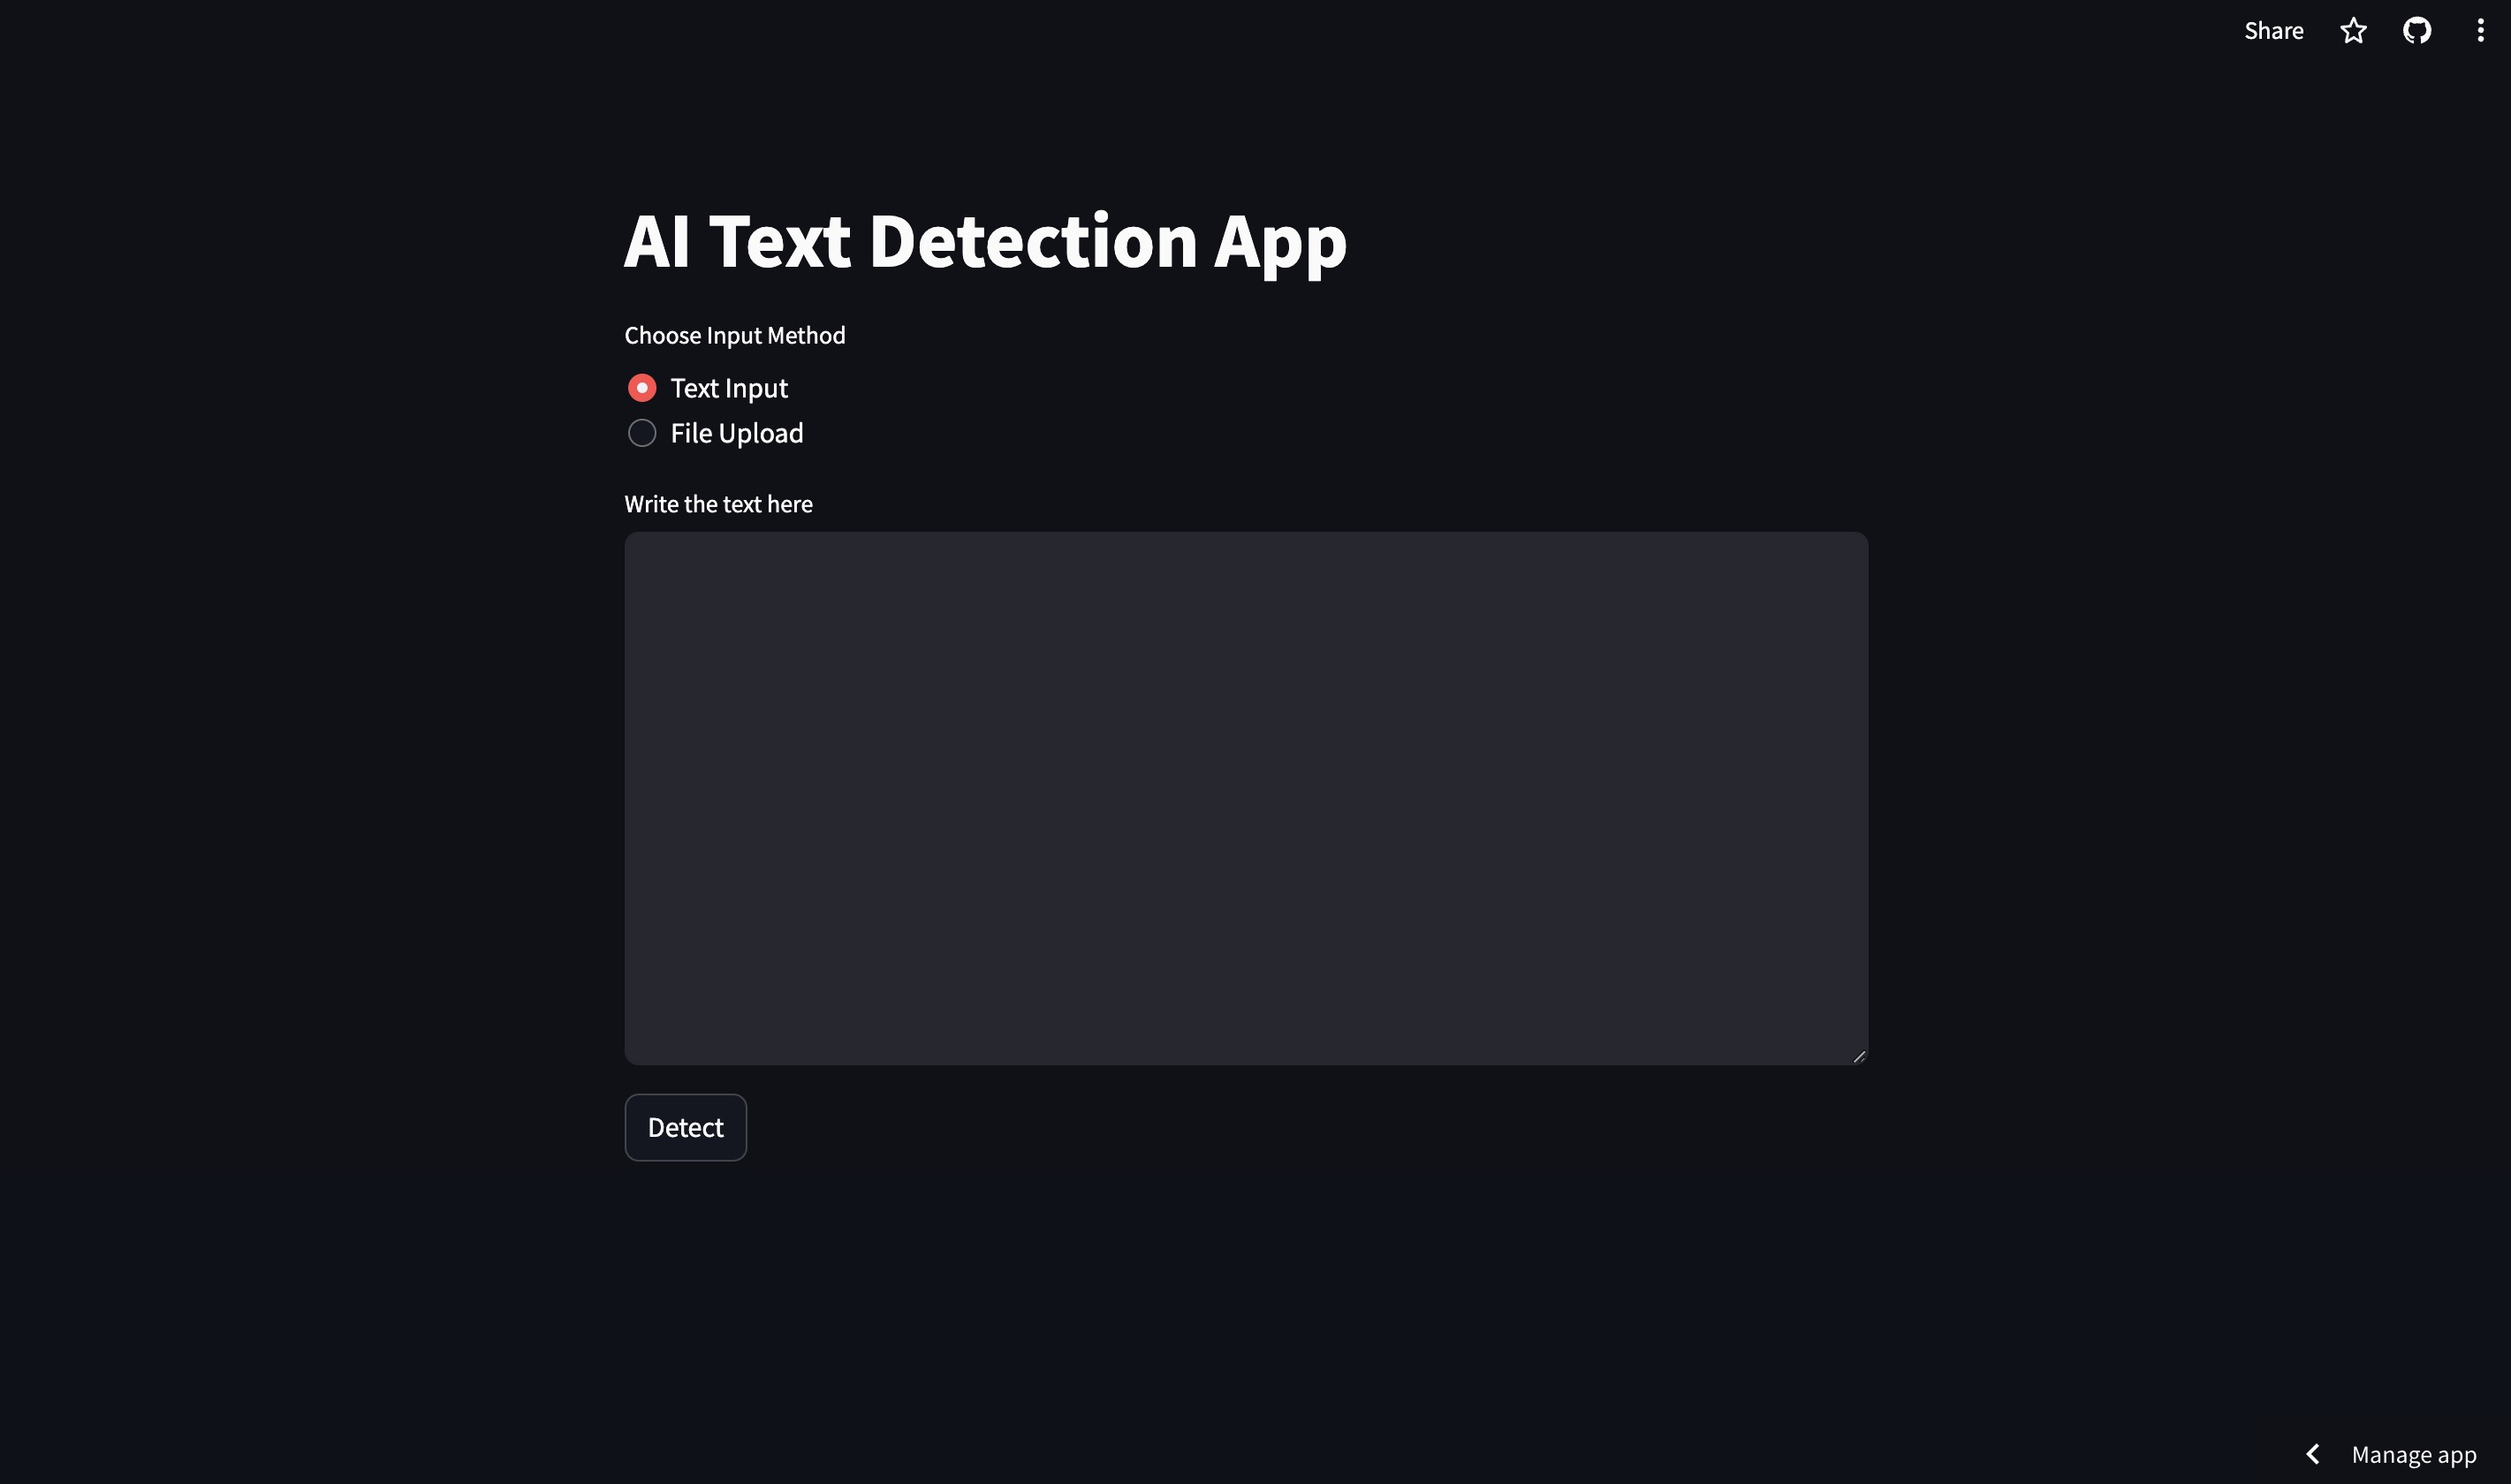 Share
AI Text Detection App
Choose Input Method
Text Input
File Upload
Write the text here
Detect
Manage app